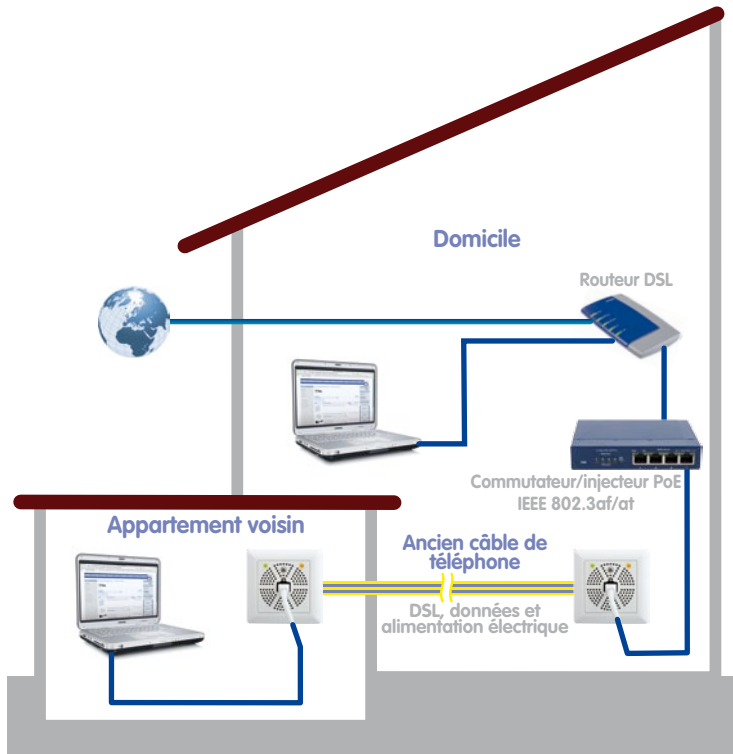 Domicile
Routeur DSL
Commutateur/injecteur PoE
IEEE 802.3af/at
Appartement voisin
Ancien câble de
téléphone
DSL, données et
alimentation électrique